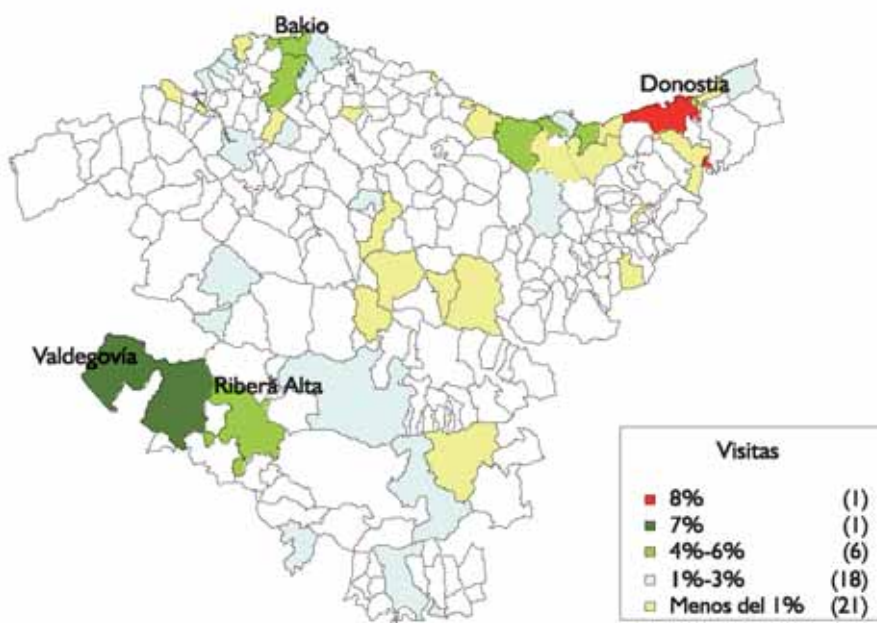 Bakio
Donostia
Valdegovía
Ribera Alta
Visitas
8% (1)
7% (1)
4%-6% (6)
1%-3% (18)
Menos del 1% (21)